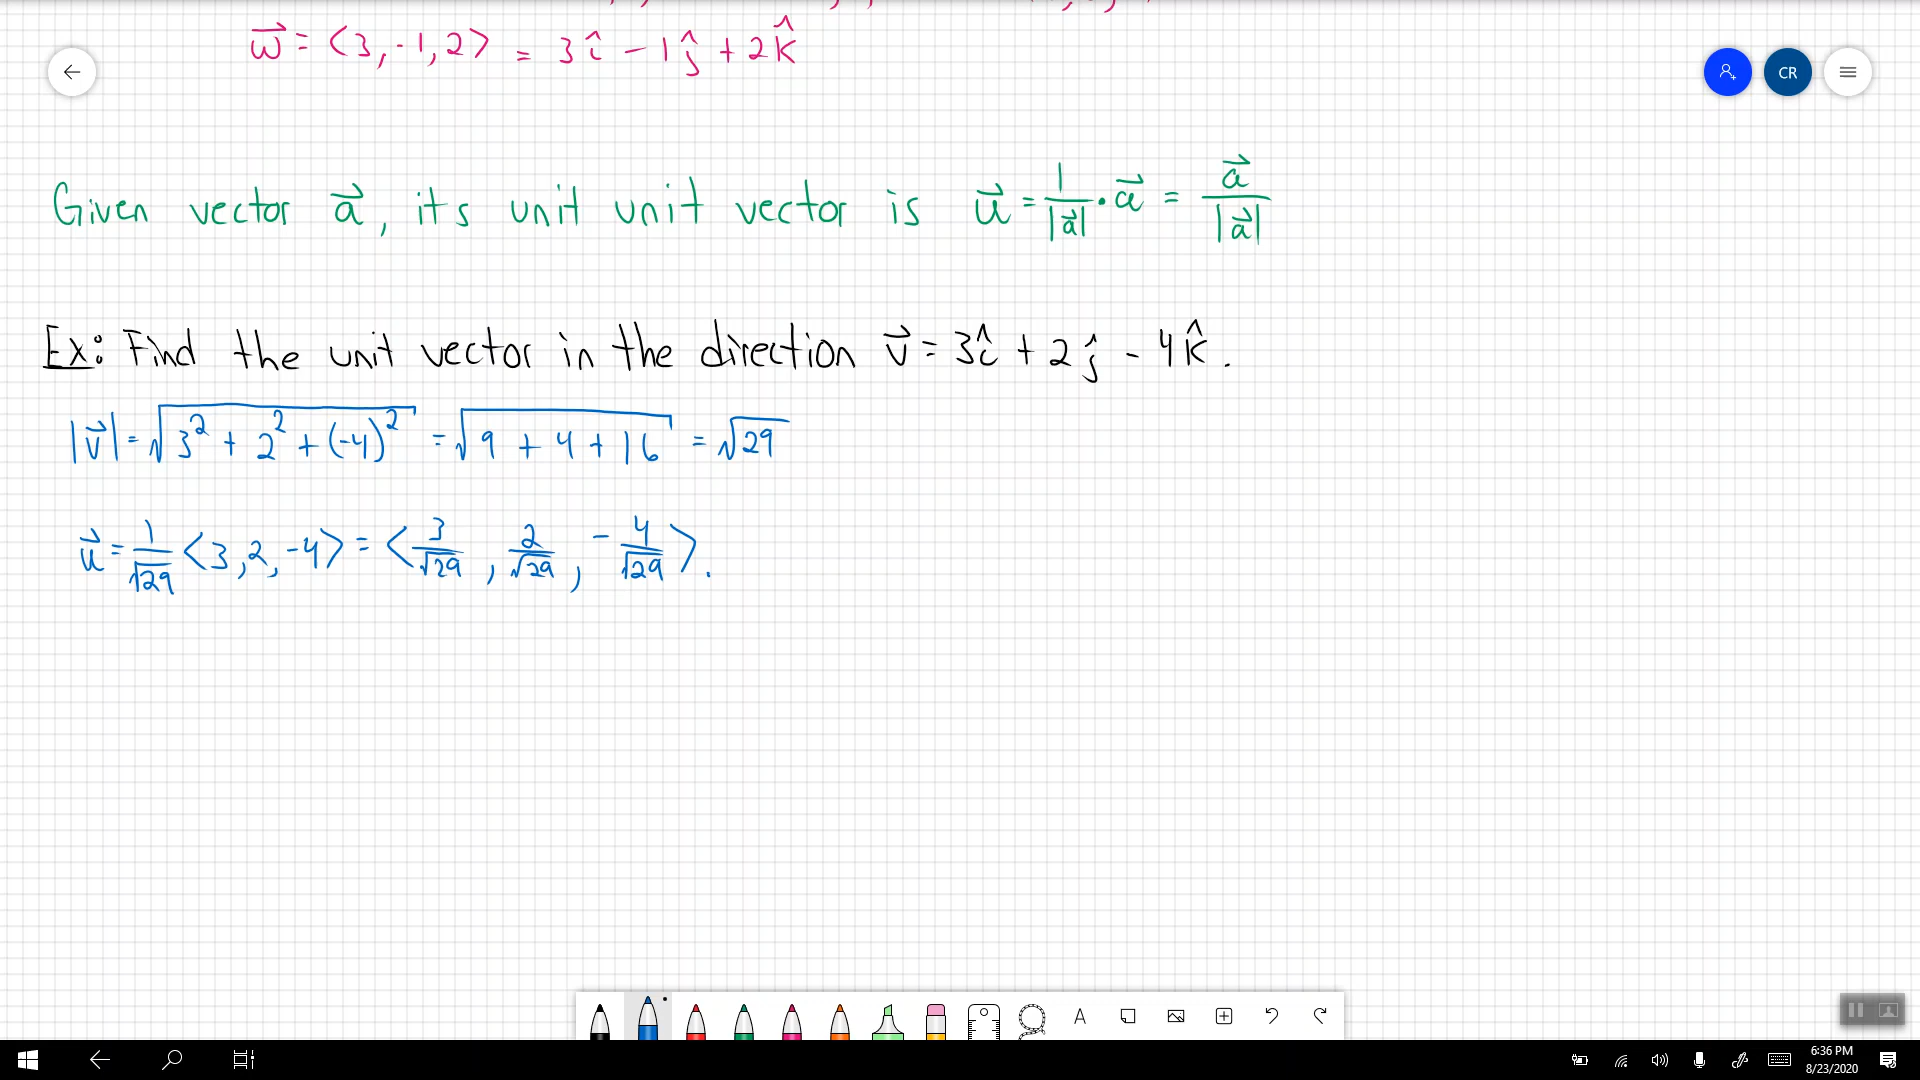 w⃗ = <3, -1, 2> = 3î - 1ĵ + 2k̂
CR
Given vector a⃗, its unit unit vector is u⃗ = 1/|a⃗| · a⃗ = a⃗/|a⃗|
Ex: Find the unit vector in the direction v⃗ = 3î + 2ĵ - 4k̂.
|v⃗| = √(3² + 2² + (-4)²) = √(9 + 4 + 16) = √29
u⃗ = 1/√29 <3, 2, -4> = <3/√29, 2/√29, -4/√29>.
A
6:36 PM
8/23/2020